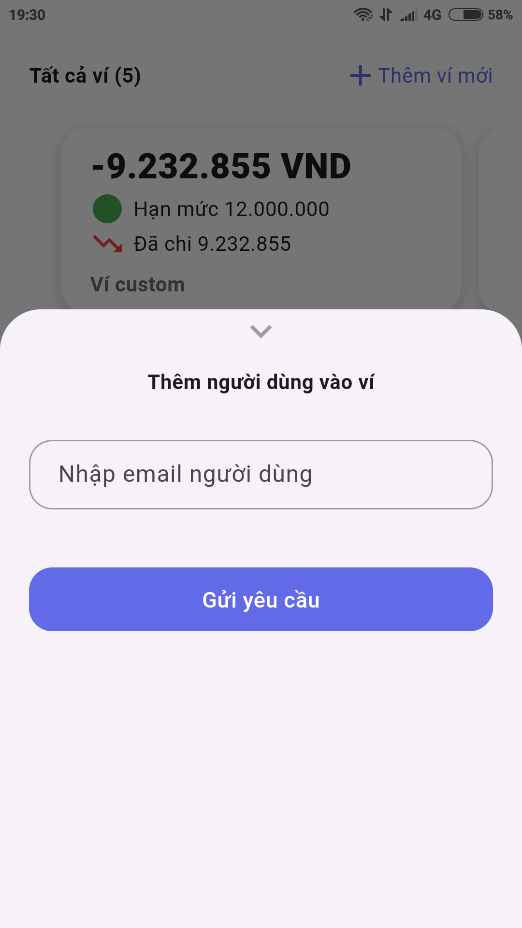 19:30 4G 58%
Tất cả ví (5) Thêm ví mới
-9.232.855 VND
Hạn mức 12.000.000
Đã chi 9.232.855
Ví custom
Thêm người dùng vào ví
Nhập email người dùng
Gửi yêu cầu